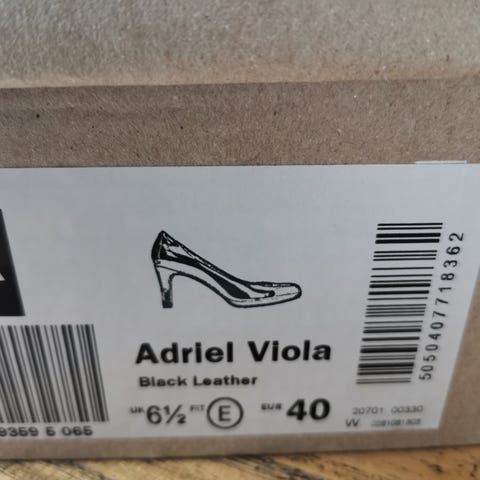 Adriel Viola
Black Leather
UK 6½ FIT E EUR 40
9359 5 065
5050407718362
20701 00330
W